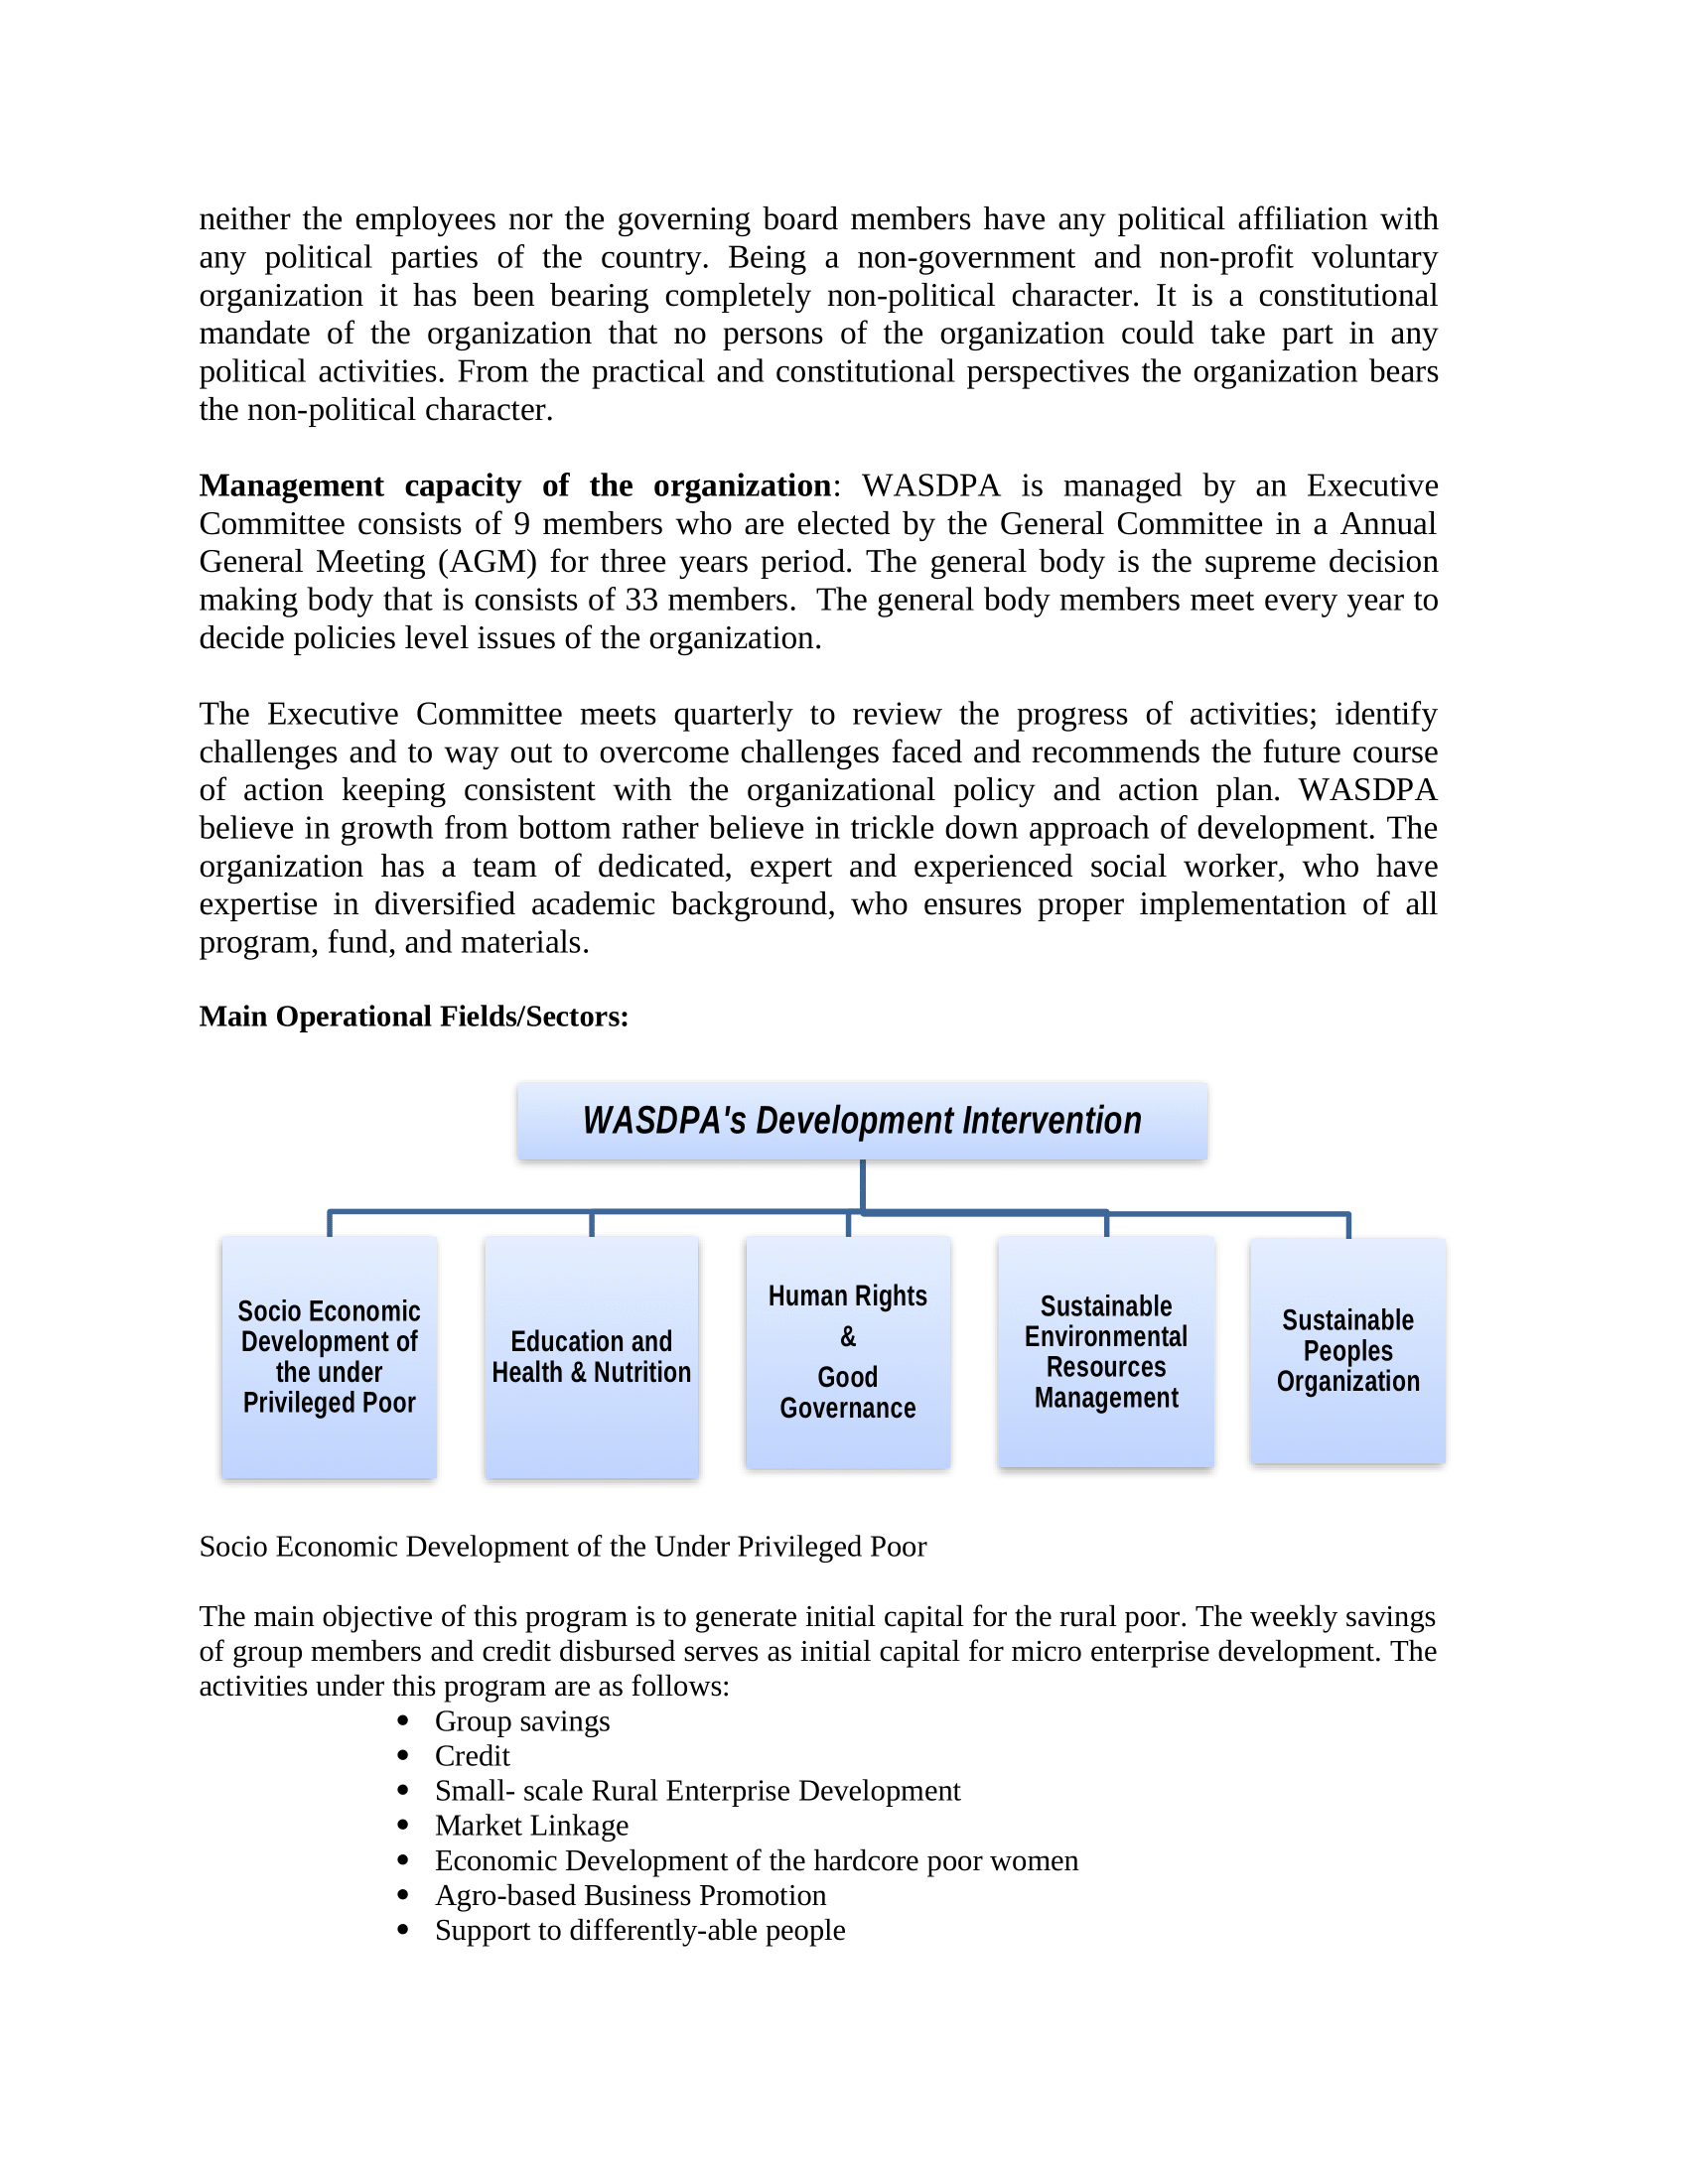 neither the employees nor the governing board members have any political affiliation with
any political parties of the country. Being a non-government and non-profit voluntary
organization it has been bearing completely non-political character. It is a constitutional
mandate of the organization that no persons of the organization could take part in any
political activities. From the practical and constitutional perspectives the organization bears
the non-political character.
Management capacity of the organization: WASDPA is managed by an Executive
Committee consists of 9 members who are elected by the General Committee in a Annual
General Meeting (AGM) for three years period. The general body is the supreme decision
making body that is consists of 33 members.  The general body members meet every year to
decide policies level issues of the organization.
The Executive Committee meets quarterly to review the progress of activities; identify
challenges and to way out to overcome challenges faced and recommends the future course
of action keeping consistent with the organizational policy and action plan. WASDPA
believe in growth from bottom rather believe in trickle down approach of development. The
organization has a team of dedicated, expert and experienced social worker, who have
expertise in diversified academic background, who ensures proper implementation of all
program, fund, and materials.
Main Operational Fields/Sectors:
WASDPA's Development Intervention
Socio Economic
Development of
the under
Privileged Poor
Education and
Health & Nutrition
Human Rights
&
Good
Governance
Sustainable
Environmental
Resources
Management
Sustainable
Peoples
Organization
Socio Economic Development of the Under Privileged Poor
The main objective of this program is to generate initial capital for the rural poor. The weekly savings
of group members and credit disbursed serves as initial capital for micro enterprise development. The
activities under this program are as follows:
• Group savings
• Credit
• Small- scale Rural Enterprise Development
• Market Linkage
• Economic Development of the hardcore poor women
• Agro-based Business Promotion
• Support to differently-able people